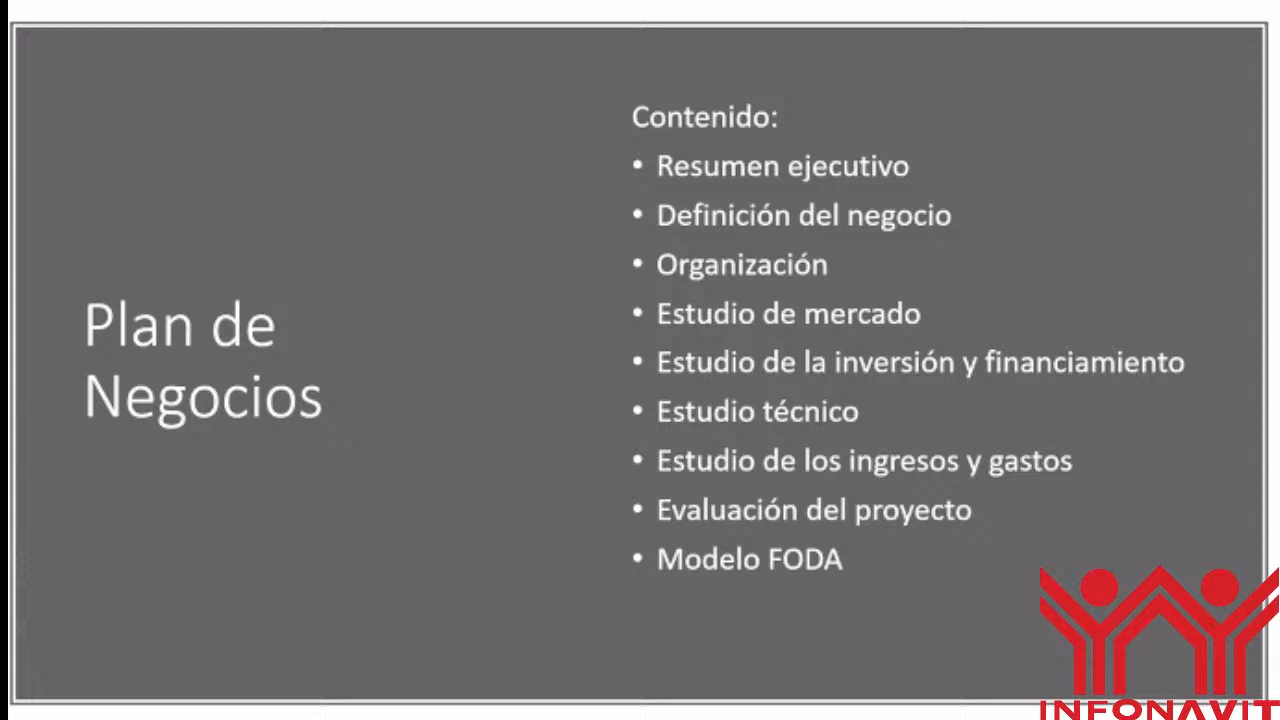 Plan de
Negocios
Contenido:
• Resumen ejecutivo
• Definición del negocio
• Organización
• Estudio de mercado
• Estudio de la inversión y financiamiento
• Estudio técnico
• Estudio de los ingresos y gastos
• Evaluación del proyecto
• Modelo FODA
INFONAVIT